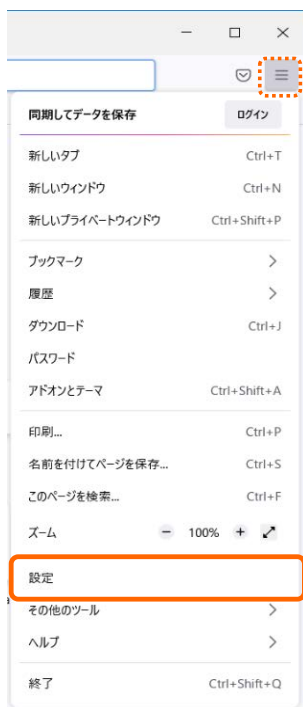 同期してデータを保存 ログイン
新しいタブ Ctrl+T
新しいウィンドウ Ctrl+N
新しいプライベートウィンドウ Ctrl+Shift+P
ブックマーク
履歴
ダウンロード Ctrl+J
パスワード
アドオンとテーマ Ctrl+Shift+A
印刷... Ctrl+P
名前を付けてページを保存... Ctrl+S
このページを検索... Ctrl+F
ズーム − 100% +
設定
その他のツール
ヘルプ
終了 Ctrl+Shift+Q